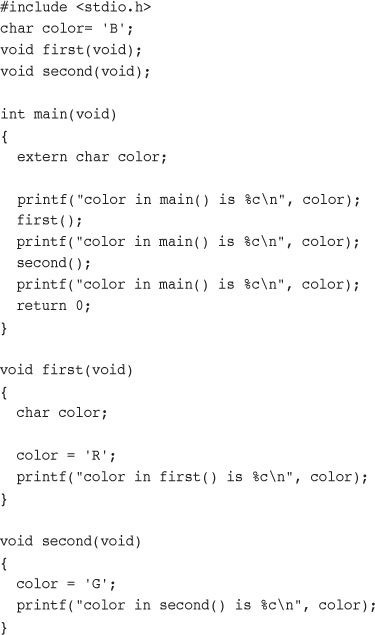 #include <stdio.h>
char color= 'B';
void first(void);
void second(void);

int main(void)
{
  extern char color;

  printf("color in main() is %c\n", color);
  first();
  printf("color in main() is %c\n", color);
  second();
  printf("color in main() is %c\n", color);
  return 0;
}

void first(void)
{
  char color;

  color = 'R';
  printf("color in first() is %c\n", color);
}

void second(void)
{
  color = 'G';
  printf("color in second() is %c\n", color);
}